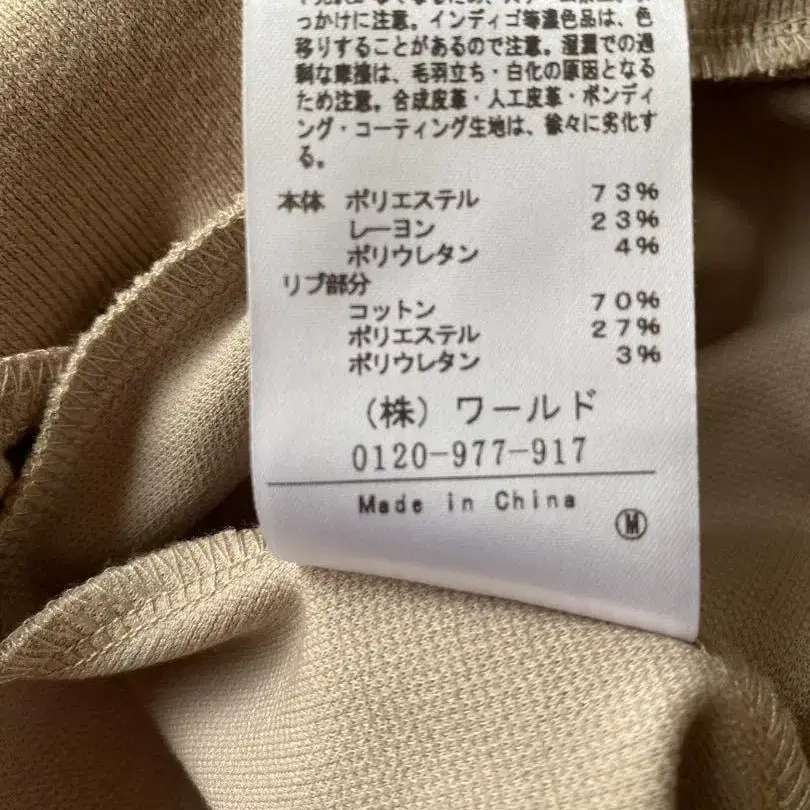 っかけに注意。インディゴ等濃色品は、色
移りすることがあるので注意。湿潤での過
剰な摩擦は、毛羽立ち・白化の原因となる
ため注意。合成皮革・人工皮革・ボンディ
ング・コーティング生地は、徐々に劣化す
る。
本体 ポリエステル 73%
レーヨン 23%
ポリウレタン 4%
リブ部分
コットン 70%
ポリエステル 27%
ポリウレタン 3%
(株) ワールド
0120-977-917
Made in China
M